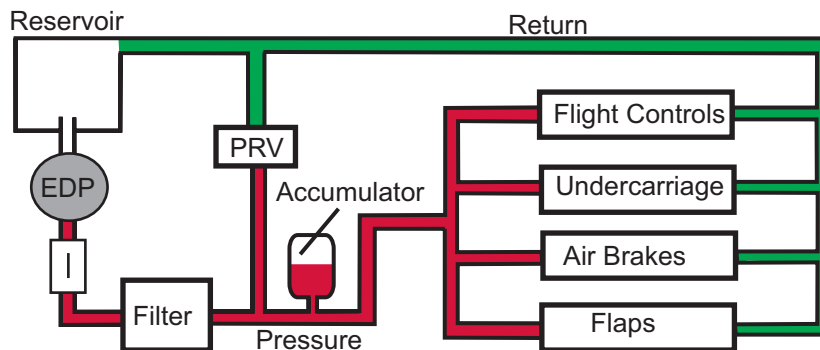 Reservoir
Return
Flight Controls
PRV
EDP
Accumulator
Undercarriage
I
Air Brakes
Filter
Flaps
Pressure